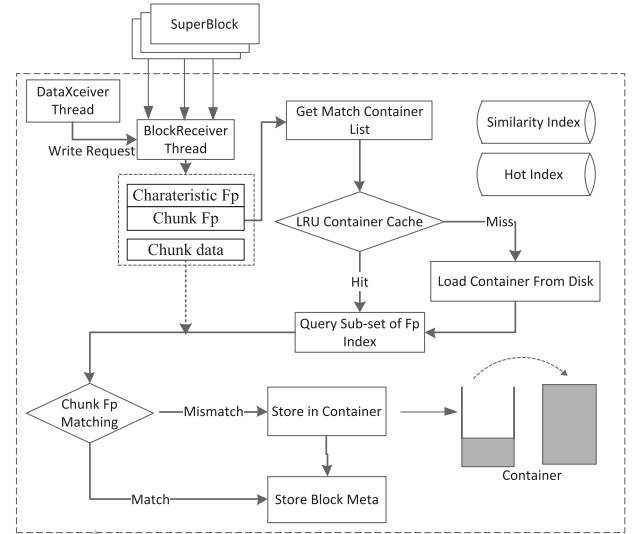 SuperBlock
DataXceiver
Thread
Write Request
BlockReceiver
Thread
Charateristic Fp
Chunk Fp
Chunk data
Get Match Container
List
Similarity Index
Hot Index
LRU Container Cache
Miss
Hit
Load Container From Disk
Query Sub-set of Fp
Index
Chunk Fp
Matching
Mismatch
Store in Container
Container
Match
Store Block Meta